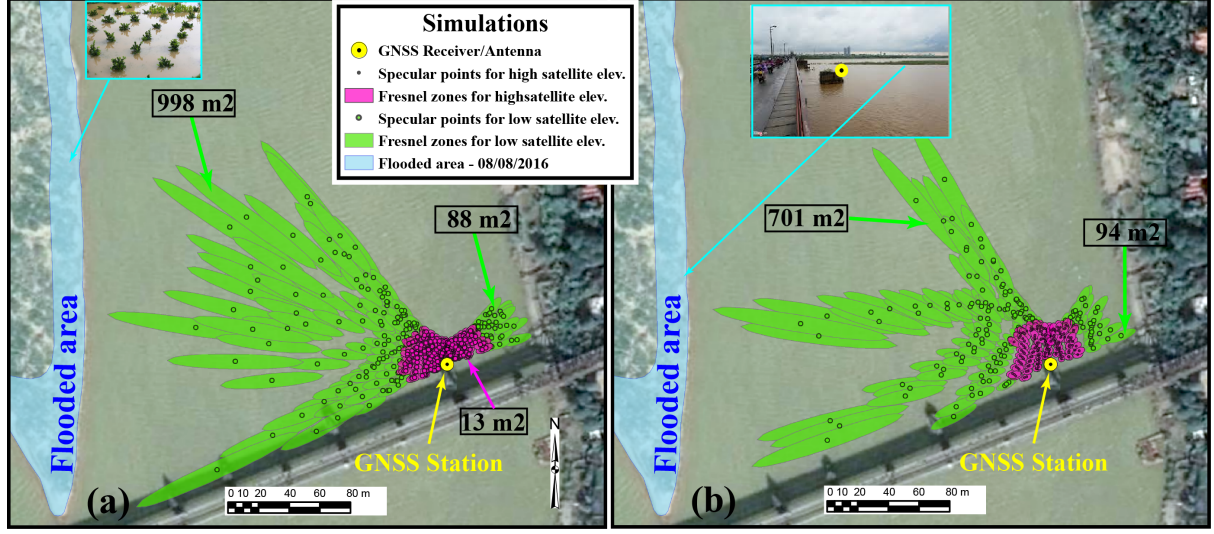 Simulations
GNSS Receiver/Antenna
Specular points for high satellite elev.
Fresnel zones for highsatellite elev.
Specular points for low satellite elev.
Fresnel zones for low satellite elev.
Flooded area - 08/08/2016
998 m2
88 m2
13 m2
Flooded area
GNSS Station
N
(a)
0 10 20 40 60 80 m
701 m2
94 m2
Flooded area
GNSS Station
(b)
0 10 20 40 60 80 m